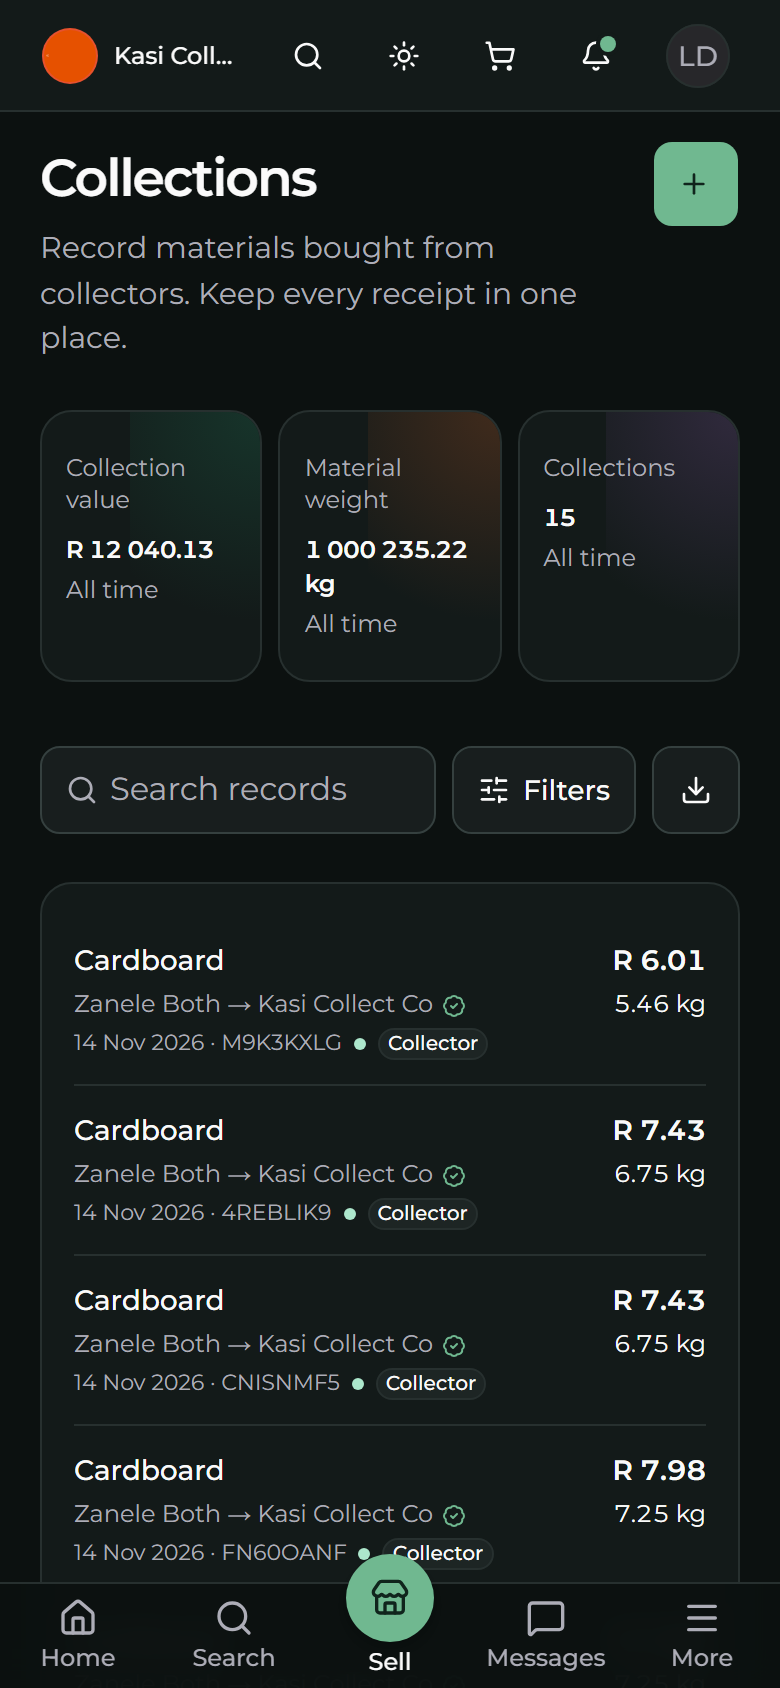 Kasi Coll...
LD
Collections
Record materials bought from
collectors. Keep every receipt in one
place.
Collection
value
R 12 040.13
All time
Material
weight
1 000 235.22
kg
All time
Collections
15
All time
Search records
Filters
Cardboard
R 6.01
Zanele Both → Kasi Collect Co
5.46 kg
14 Nov 2026 · M9K3KXLG
Collector
Cardboard
R 7.43
Zanele Both → Kasi Collect Co
6.75 kg
14 Nov 2026 · 4REBLIK9
Collector
Cardboard
R 7.43
Zanele Both → Kasi Collect Co
6.75 kg
14 Nov 2026 · CNISNMF5
Collector
Cardboard
R 7.98
Zanele Both → Kasi Collect Co
7.25 kg
14 Nov 2026 · FN60OANF
Collector
Home
Search
Sell
Messages
More